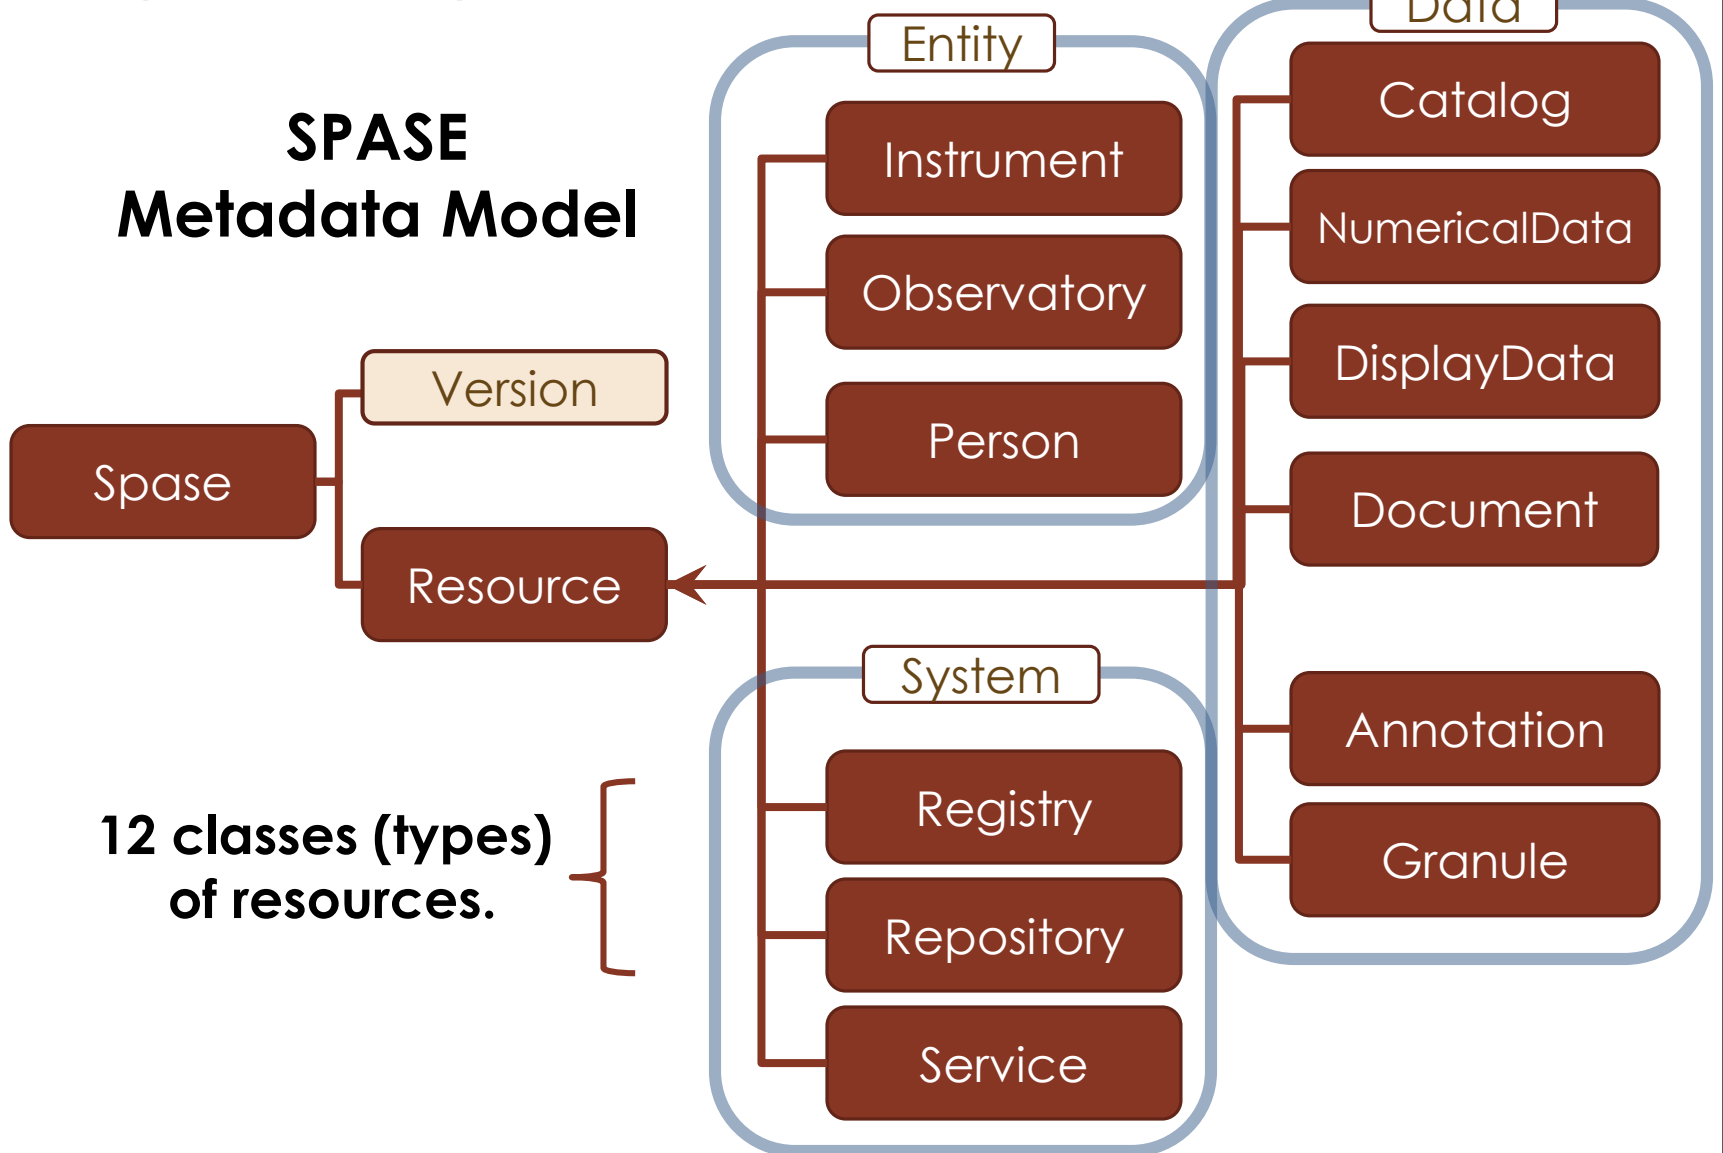 SPASE
Metadata Model
Spase
Version
Resource
12 classes (types)
of resources.
Entity
Instrument
Observatory
Person
System
Registry
Repository
Service
Data
Catalog
NumericalData
DisplayData
Document
Annotation
Granule